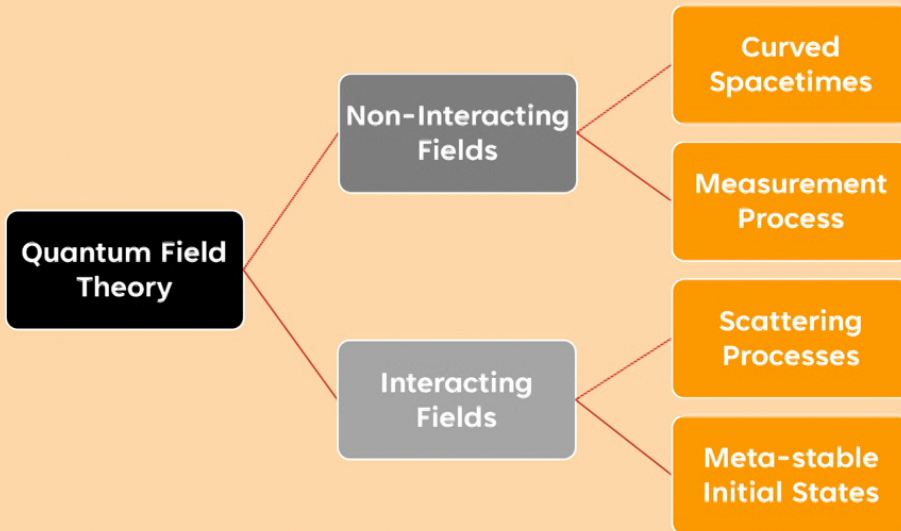 Quantum Field
Theory
Non-Interacting
Fields
Interacting
Fields
Curved
Spacetimes
Measurement
Process
Scattering
Processes
Meta-stable
Initial States